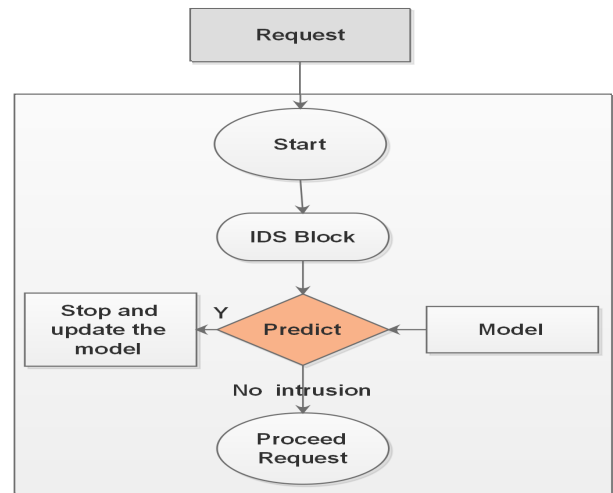 Request
Start
IDS Block
Stop and
update the
model
Y
Predict
Model
No intrusion
Proceed
Request